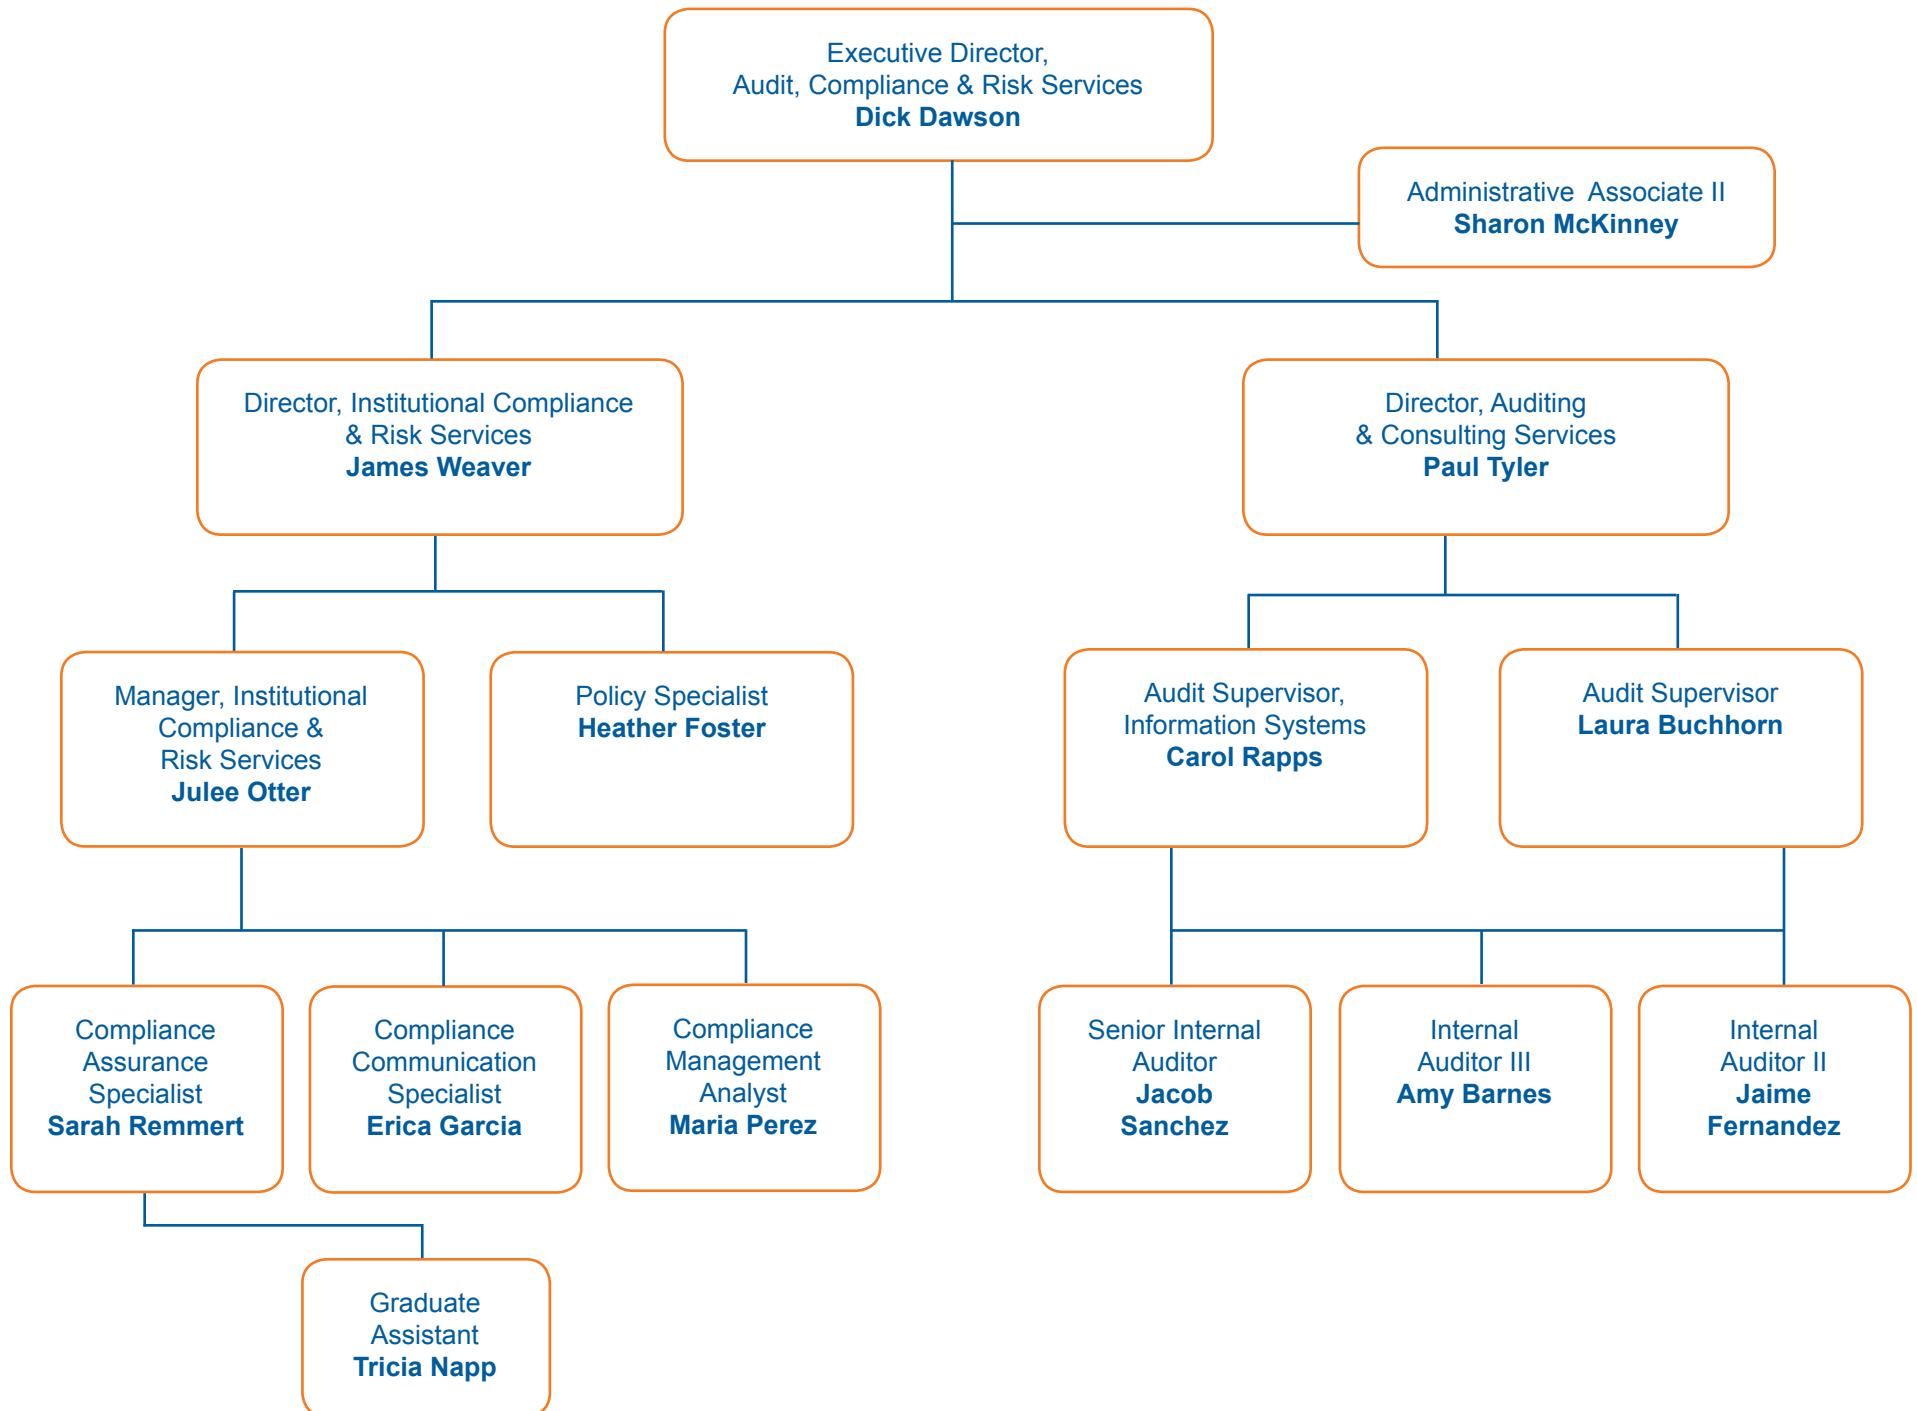 Executive Director,
Audit, Compliance & Risk Services
Dick Dawson
Administrative  Associate II
Sharon McKinney
Director, Institutional Compliance
& Risk Services
James Weaver
Director, Auditing
& Consulting Services
Paul Tyler
Manager, Institutional
Compliance &
Risk Services
Julee Otter
Policy Specialist
Heather Foster
Audit Supervisor,
Information Systems
Carol Rapps
Audit Supervisor
Laura Buchhorn
Compliance
Assurance
Specialist
Sarah Remmert
Compliance
Communication
Specialist
Erica Garcia
Compliance
Management
Analyst
Maria Perez
Senior Internal
Auditor
Jacob
Sanchez
Internal
Auditor III
Amy Barnes
Internal
Auditor II
Jaime
Fernandez
Graduate
Assistant
Tricia Napp